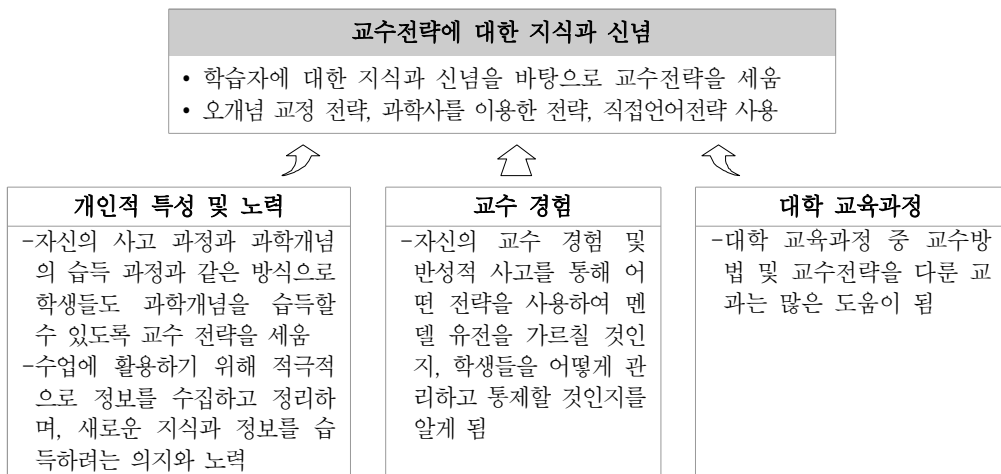 교수전략에 대한 지식과 신념
• 학습자에 대한 지식과 신념을 바탕으로 교수전략을 세움
• 오개념 교정 전략, 과학사를 이용한 전략, 직접언어전략 사용
개인적 특성 및 노력
-자신의 사고 과정과 과학개념
의 습득 과정과 같은 방식으로
학생들도 과학개념을 습득할
수 있도록 교수 전략을 세움
-수업에 활용하기 위해 적극적
으로 정보를 수집하고 정리하
며, 새로운 지식과 정보를 습
득하려는 의지와 노력
교수 경험
-자신의 교수 경험 및
반성적 사고를 통해 어
떤 전략을 사용하여 멘
델 유전을 가르칠 것인
지, 학생들을 어떻게 관
리하고 통제할 것인지를
알게 됨
대학 교육과정
-대학 교육과정 중 교수방
법 및 교수전략을 다룬 교
과는 많은 도움이 됨